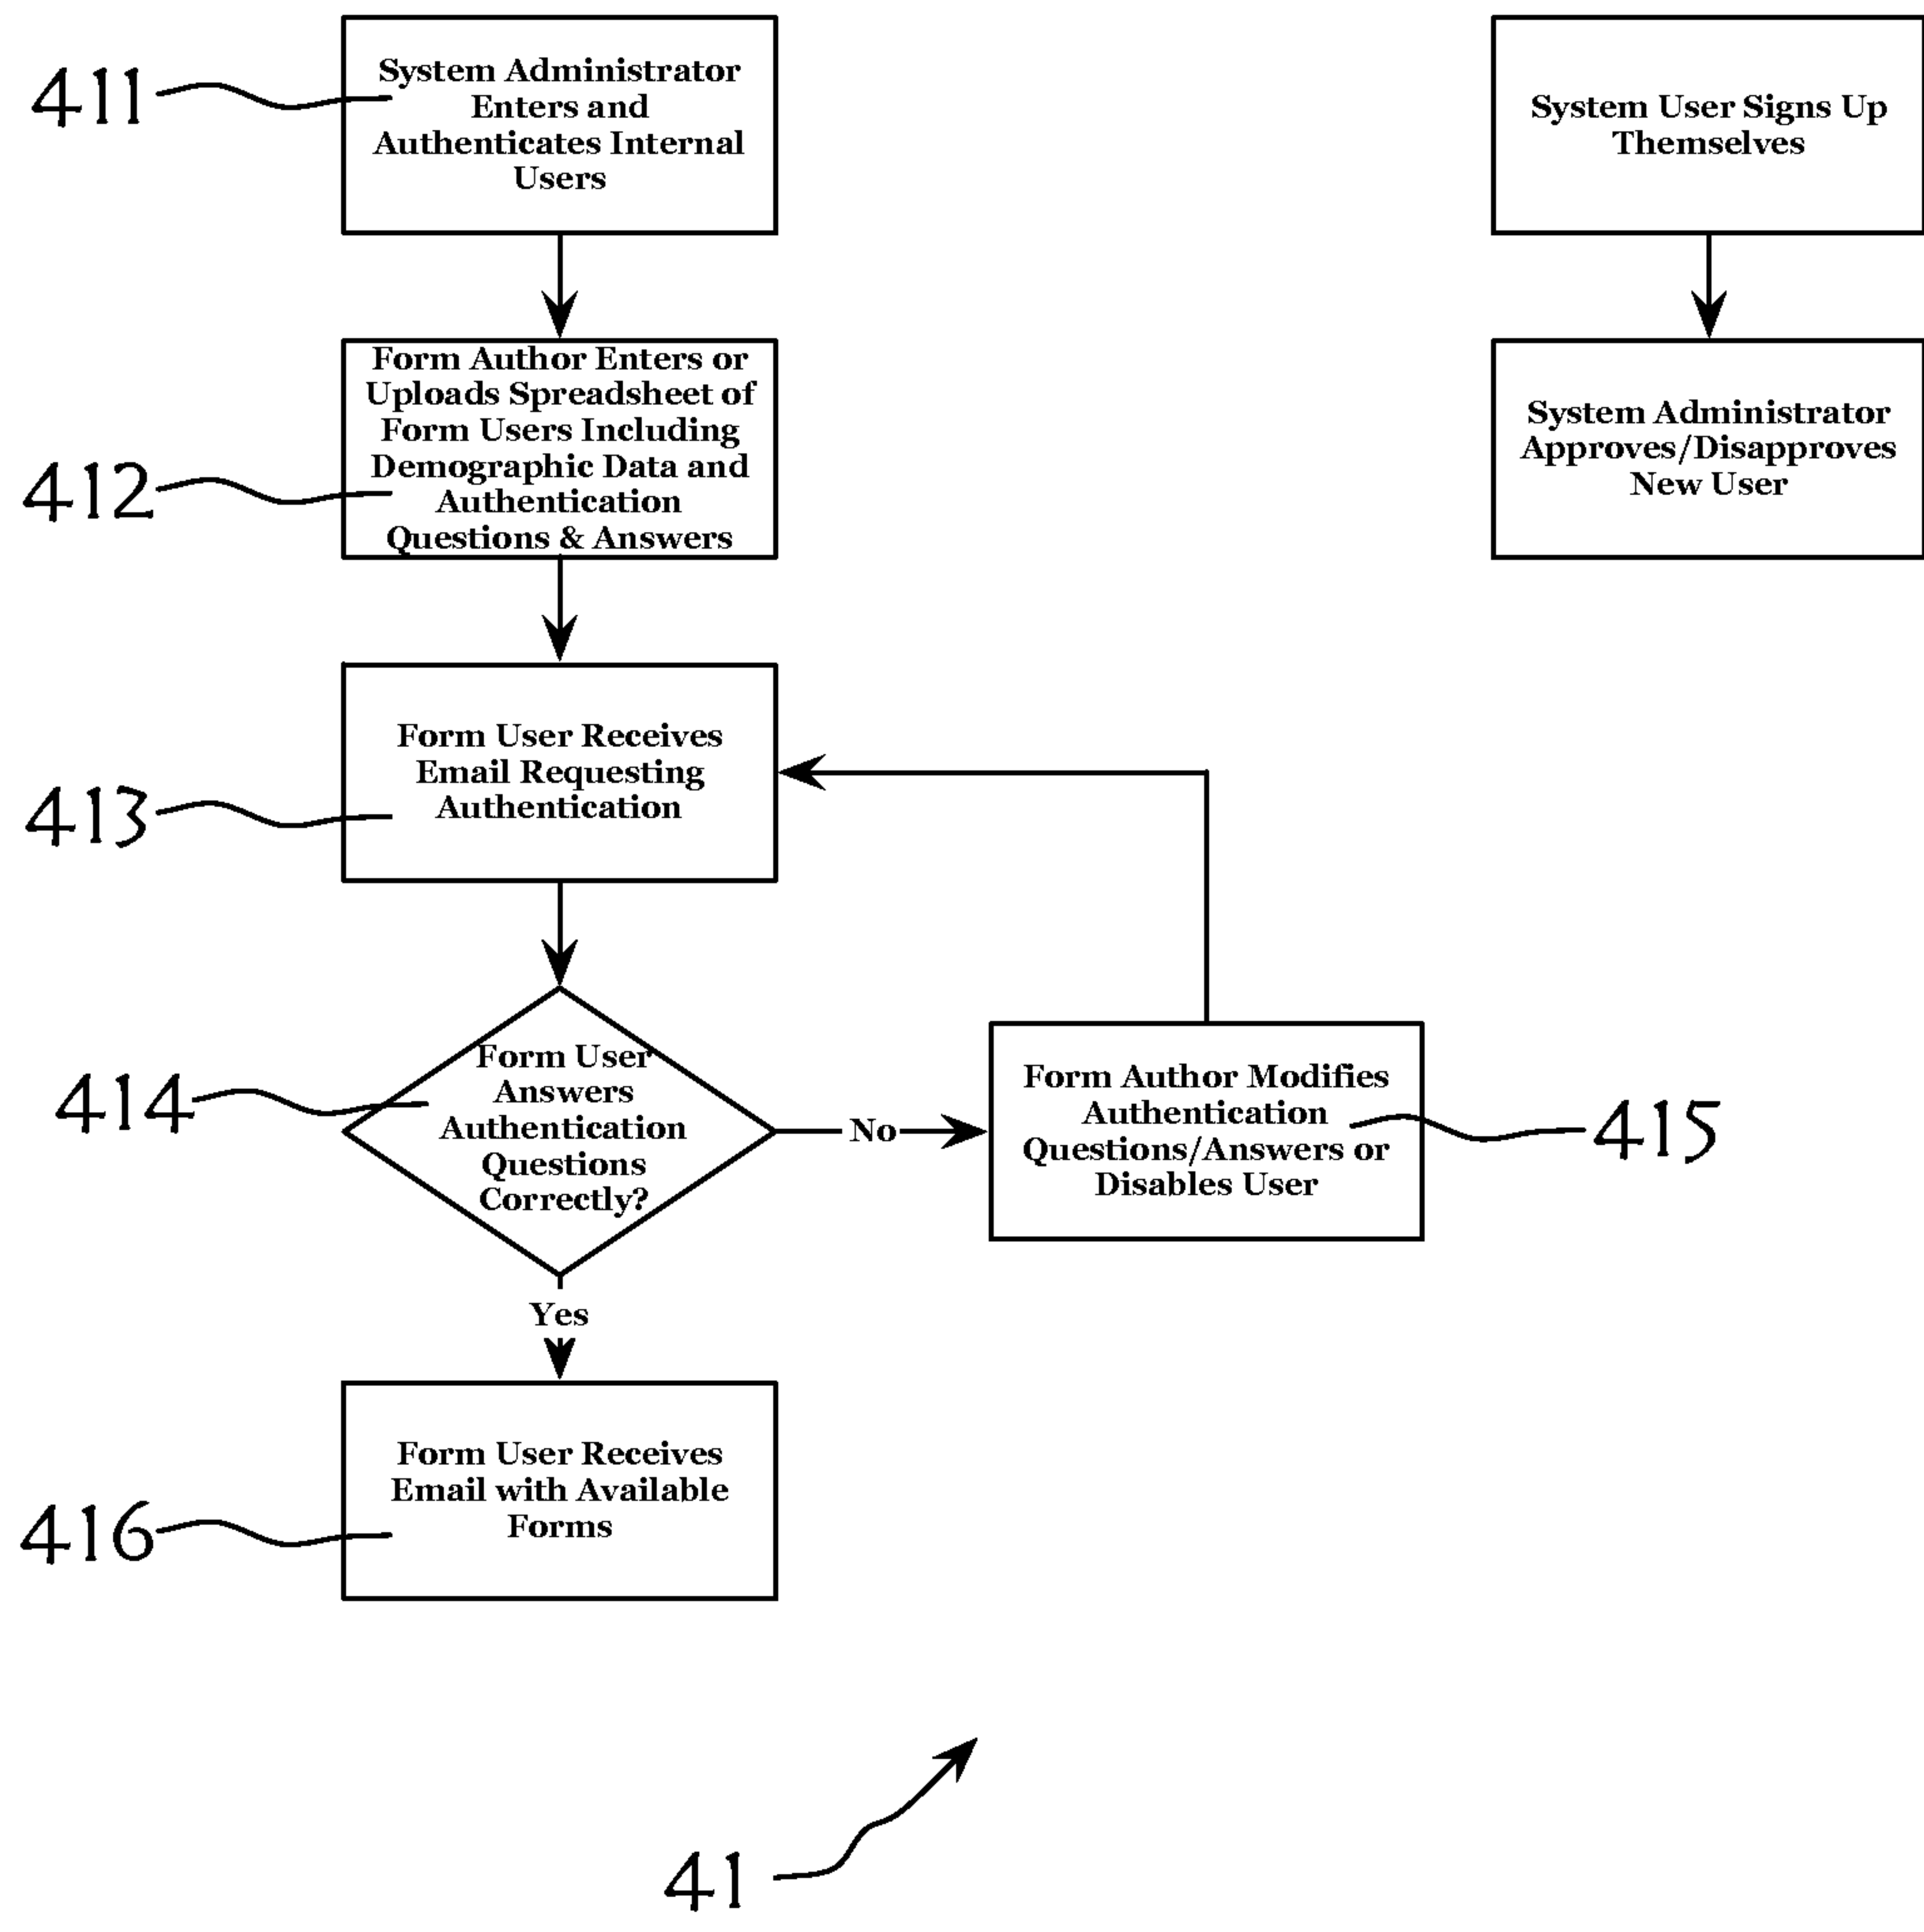 411
System Administrator
Enters and
Authenticates Internal
Users
System User Signs Up
Themselves
412
Form Author Enters or
Uploads Spreadsheet of
Form Users Including
Demographic Data and
Authentication
Questions & Answers
System Administrator
Approves/Disapproves
New User
413
Form User Receives
Email Requesting
Authentication
414
Form User
Answers
Authentication
Questions
Correctly?
No
Form Author Modifies
Authentication
Questions/Answers or
Disables User
415
Yes
416
Form User Receives
Email with Available
Forms
41